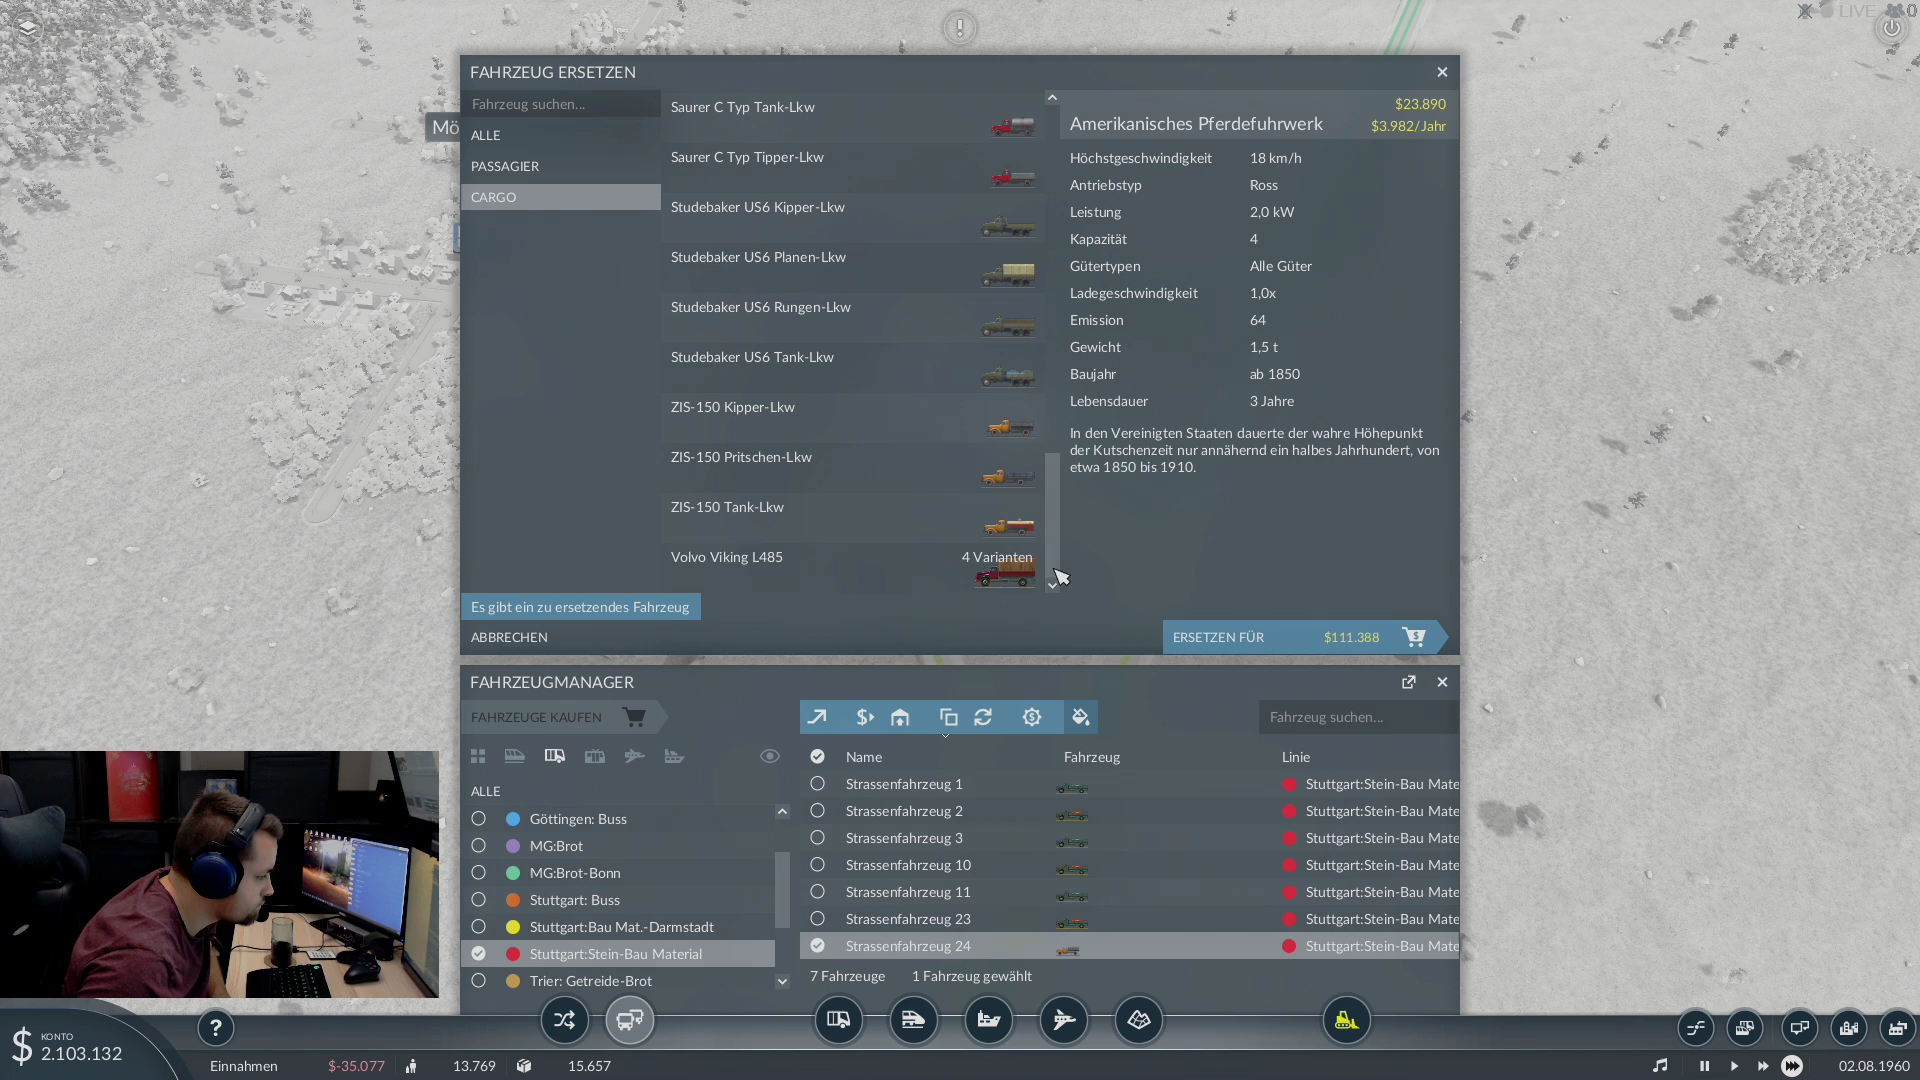 LIVE 0
FAHRZEUG ERSETZEN
Fahrzeug suchen...
ALLE
PASSAGIER
CARGO
Mö
Saurer C Typ Tank-Lkw
Saurer C Typ Tipper-Lkw
Studebaker US6 Kipper-Lkw
Studebaker US6 Planen-Lkw
Studebaker US6 Rungen-Lkw
Studebaker US6 Tank-Lkw
ZIS-150 Kipper-Lkw
ZIS-150 Pritschen-Lkw
ZIS-150 Tank-Lkw
Volvo Viking L485 4 Varianten
$23.890
Amerikanisches Pferdefuhrwerk $3.982/Jahr
Höchstgeschwindigkeit 18 km/h
Antriebstyp Ross
Leistung 2,0 kW
Kapazität 4
Gütertypen Alle Güter
Ladegeschwindigkeit 1,0x
Emission 64
Gewicht 1,5 t
Baujahr ab 1850
Lebensdauer 3 Jahre
In den Vereinigten Staaten dauerte der wahre Höhepunkt
der Kutschenzeit nur annähernd ein halbes Jahrhundert, von
etwa 1850 bis 1910.
Es gibt ein zu ersetzendes Fahrzeug
ABBRECHEN
ERSETZEN FÜR $111.388
FAHRZEUGMANAGER
FAHRZEUGE KAUFEN
Fahrzeug suchen...
ALLE
Göttingen: Buss
MG:Brot
MG:Brot-Bonn
Stuttgart: Buss
Stuttgart:Bau Mat.-Darmstadt
Stuttgart:Stein-Bau Material
Trier: Getreide-Brot
Name Fahrzeug Linie
Strassenfahrzeug 1 Stuttgart:Stein-Bau Mate
Strassenfahrzeug 2 Stuttgart:Stein-Bau Mate
Strassenfahrzeug 3 Stuttgart:Stein-Bau Mate
Strassenfahrzeug 10 Stuttgart:Stein-Bau Mate
Strassenfahrzeug 11 Stuttgart:Stein-Bau Mate
Strassenfahrzeug 23 Stuttgart:Stein-Bau Mate
Strassenfahrzeug 24 Stuttgart:Stein-Bau Mate
7 Fahrzeuge 1 Fahrzeug gewählt
$ KONTO
2.103.132
?
Einnahmen $-35.077 13.769 15.657
02.08.1960